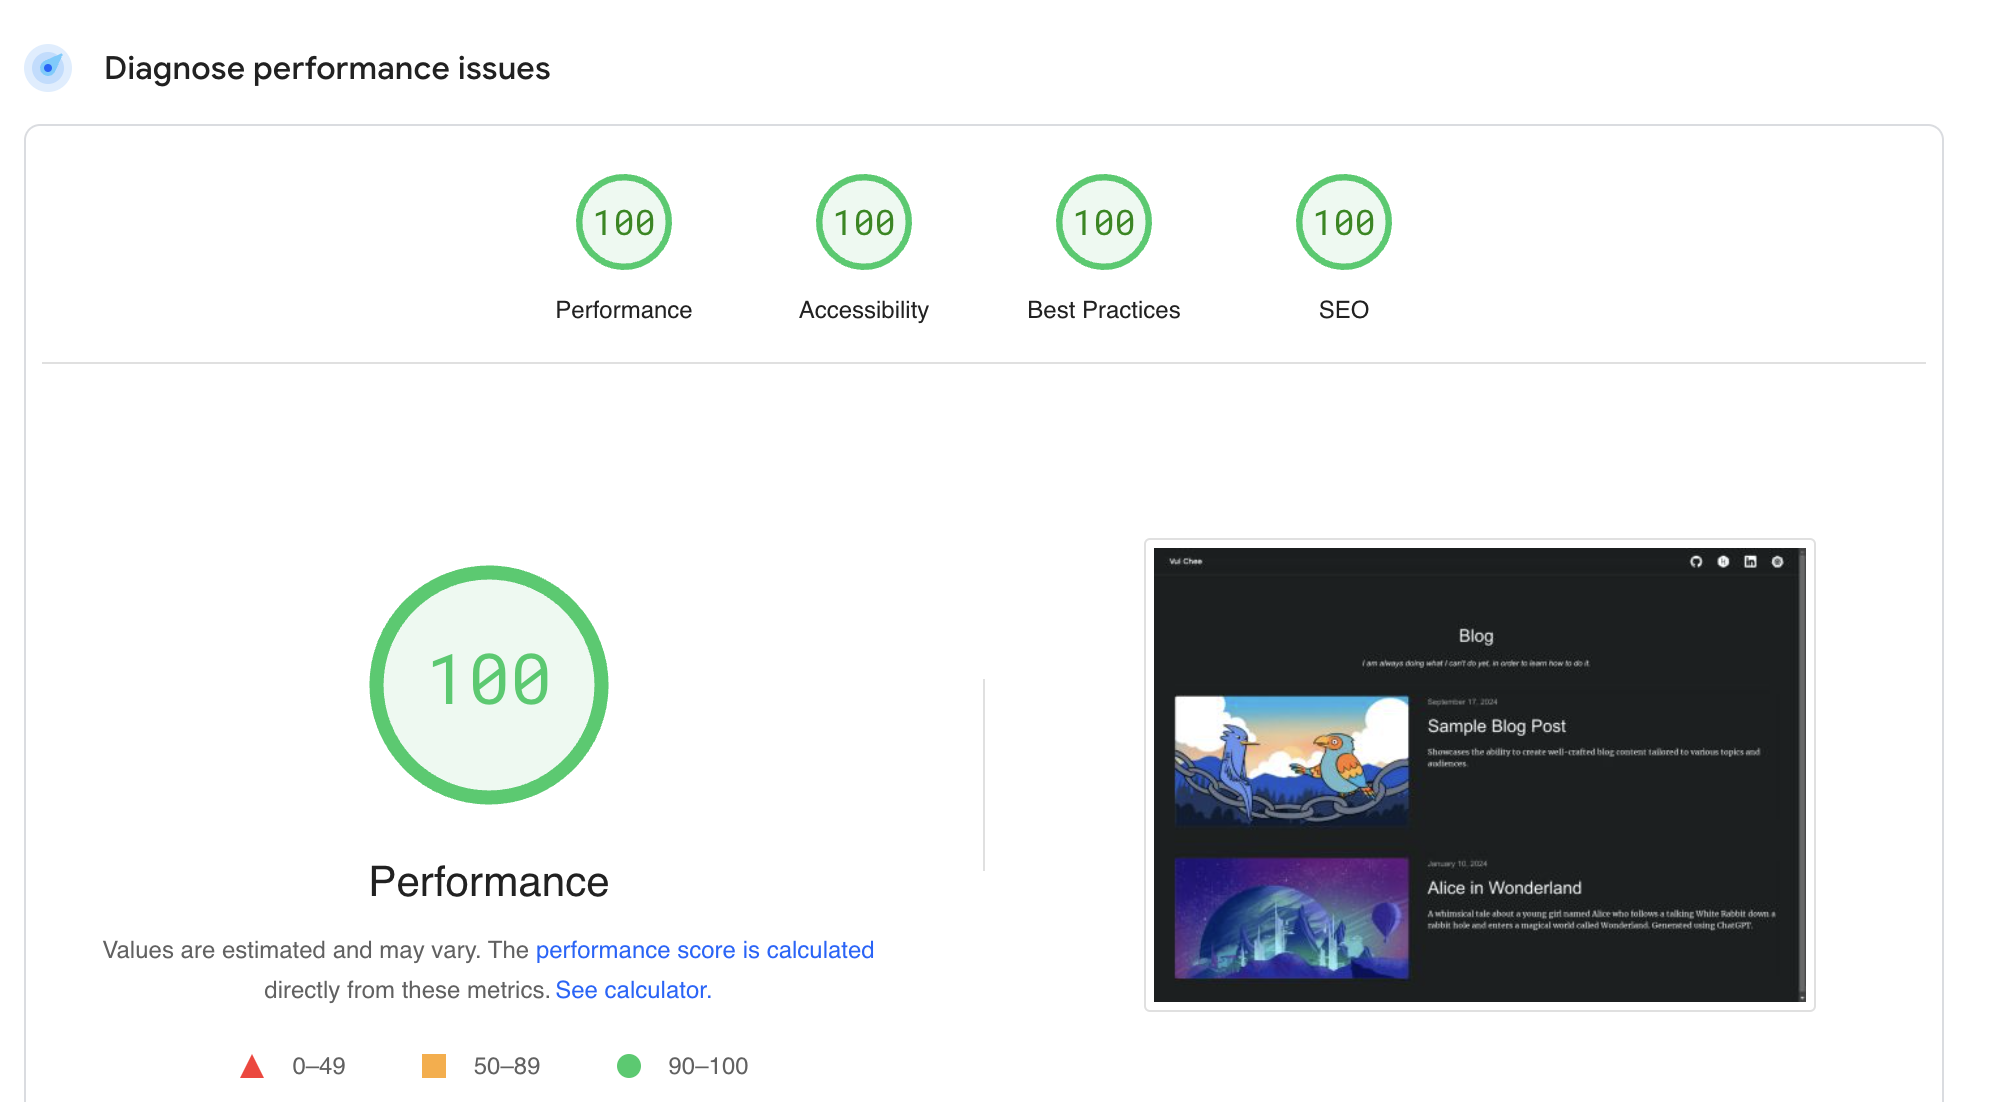 Diagnose performance issues
100
100
100
100
Performance
Accessibility
Best Practices
SEO
100
Performance
Values are estimated and may vary. The performance score is calculated
directly from these metrics. See calculator.
0–49
50–89
90–100
Vui Chee
Blog
I am always doing what I can't do yet, in order to learn how to do it.
September 17, 2024
Sample Blog Post
Showcases the ability to create well-crafted blog content tailored to various topics and
audiences.
January 10, 2024
Alice in Wonderland
A whimsical tale about a young girl named Alice who follows a talking White Rabbit down a
rabbit hole and enters a magical world called Wonderland. Generated using ChatGPT.